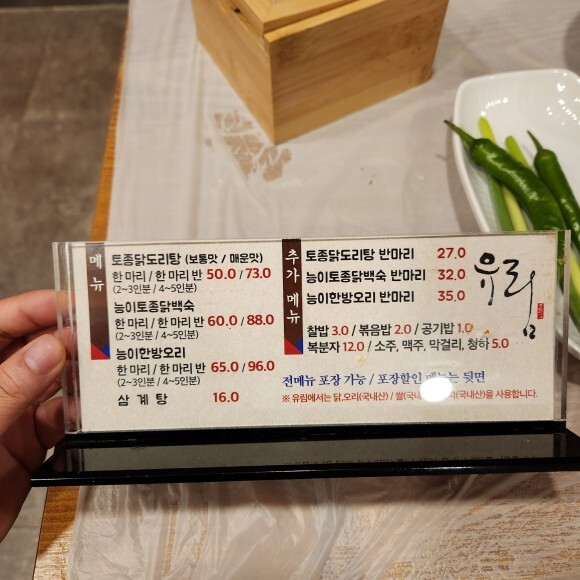 메뉴
토종닭도리탕 (보통맛 / 매운맛)
한 마리 / 한 마리 반 50.0 / 73.0
(2~3인분 / 4~5인분)
능이토종닭백숙
한 마리 / 한 마리 반 60.0 / 88.0
(2~3인분 / 4~5인분)
능이한방오리
한 마리 / 한 마리 반 65.0 / 96.0
(2~3인분 / 4~5인분)
삼계탕 16.0
추가메뉴
토종닭도리탕 반마리 27.0
능이토종닭백숙 반마리 32.0
능이한방오리 반마리 35.0
찰밥 3.0 / 볶음밥 2.0 / 공기밥 1.0
복분자 12.0 / 소주, 맥주, 막걸리, 청하 5.0
전메뉴 포장 가능 / 포장할인 메뉴는 뒷면
※ 유림에서는 닭,오리(국내산) / 쌀(국내 (국내산)을 사용합니다.
유림